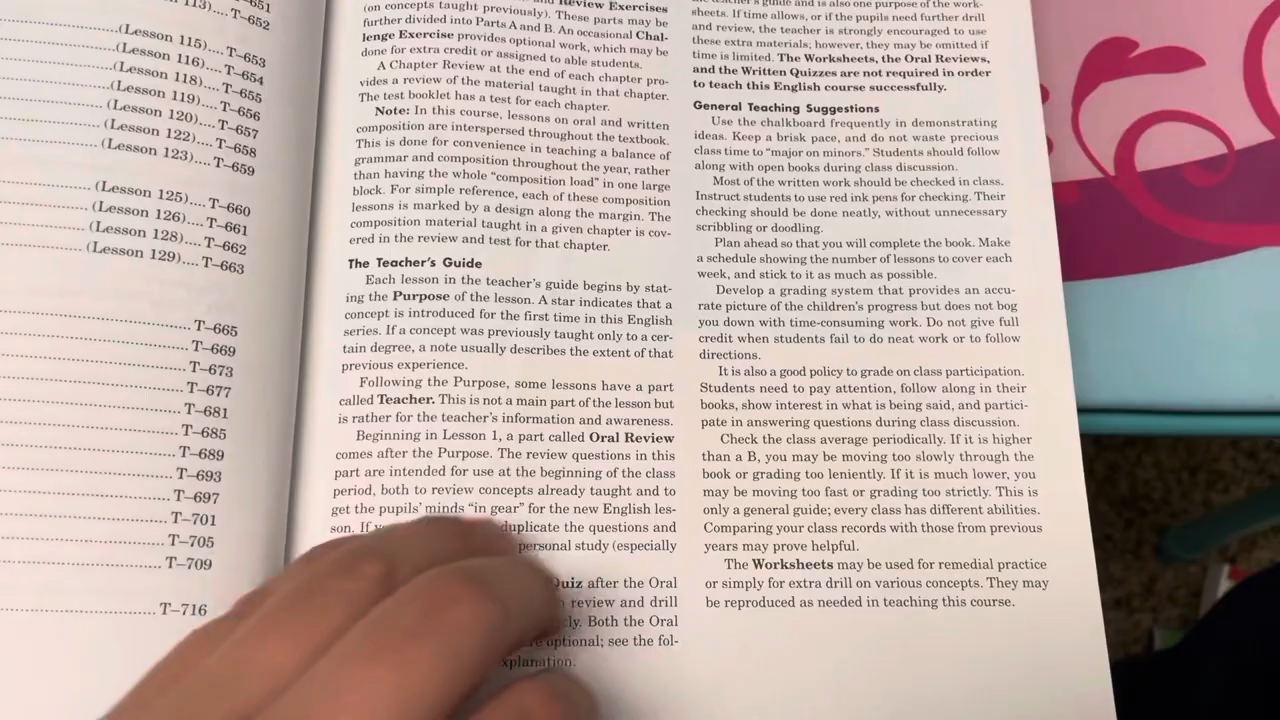 T–651
113).... T–652
(Lesson 115).... T–653
(Lesson 116).... T–654
(Lesson 118).... T–655
(Lesson 119).... T–656
(Lesson 120).... T–657
(Lesson 122).... T–658
(Lesson 123).... T–659
(Lesson 125).... T–660
(Lesson 126).... T–661
(Lesson 128).... T–662
(Lesson 129).... T–663
T–665
T–669
T–673
T–677
T–681
T–685
T–689
T–693
T–697
T–701
T–705
T–709
T–716
Review Exercises
(on concepts taught previously). These parts may be
further divided into Parts A and B. An occasional Chal-
lenge Exercise provides optional work, which may be
done for extra credit or assigned to able students.
A Chapter Review at the end of each chapter pro-
vides a review of the material taught in that chapter.
The test booklet has a test for each chapter.
Note: In this course, lessons on oral and written
composition are interspersed throughout the textbook.
This is done for convenience in teaching a balance of
grammar and composition throughout the year, rather
than having the whole “composition load” in one large
block. For simple reference, each of these composition
lessons is marked by a design along the margin. The
composition material taught in a given chapter is cov-
ered in the review and test for that chapter.
The Teacher’s Guide
Each lesson in the teacher’s guide begins by stat-
ing the Purpose of the lesson. A star indicates that a
concept is introduced for the first time in this English
series. If a concept was previously taught only to a cer-
tain degree, a note usually describes the extent of that
previous experience.
Following the Purpose, some lessons have a part
called Teacher. This is not a main part of the lesson but
is rather for the teacher’s information and awareness.
Beginning in Lesson 1, a part called Oral Review
comes after the Purpose. The review questions in this
part are intended for use at the beginning of the class
period, both to review concepts already taught and to
get the pupils’ minds “in gear” for the new English les-
son. If duplicate the questions and
personal study (especially
Quiz after the Oral
review and drill
Both the Oral
optional; see the fol-
explanation.
teacher’s guide and is also one purpose of the work-
sheets. If time allows, or if the pupils need further drill
and review, the teacher is strongly encouraged to use
these extra materials; however, they may be omitted if
time is limited. The Worksheets, the Oral Reviews,
and the Written Quizzes are not required in order
to teach this English course successfully.
General Teaching Suggestions
Use the chalkboard frequently in demonstrating
ideas. Keep a brisk pace, and do not waste precious
class time to “major on minors.” Students should follow
along with open books during class discussion.
Most of the written work should be checked in class.
Instruct students to use red ink pens for checking. Their
checking should be done neatly, without unnecessary
scribbling or doodling.
Plan ahead so that you will complete the book. Make
a schedule showing the number of lessons to cover each
week, and stick to it as much as possible.
Develop a grading system that provides an accu-
rate picture of the children’s progress but does not bog
you down with time-consuming work. Do not give full
credit when students fail to do neat work or to follow
directions.
It is also a good policy to grade on class participation.
Students need to pay attention, follow along in their
books, show interest in what is being said, and partici-
pate in answering questions during class discussion.
Check the class average periodically. If it is higher
than a B, you may be moving too slowly through the
book or grading too leniently. If it is much lower, you
may be moving too fast or grading too strictly. This is
only a general guide; every class has different abilities.
Comparing your class records with those from previous
years may prove helpful.
The Worksheets may be used for remedial practice
or simply for extra drill on various concepts. They may
be reproduced as needed in teaching this course.